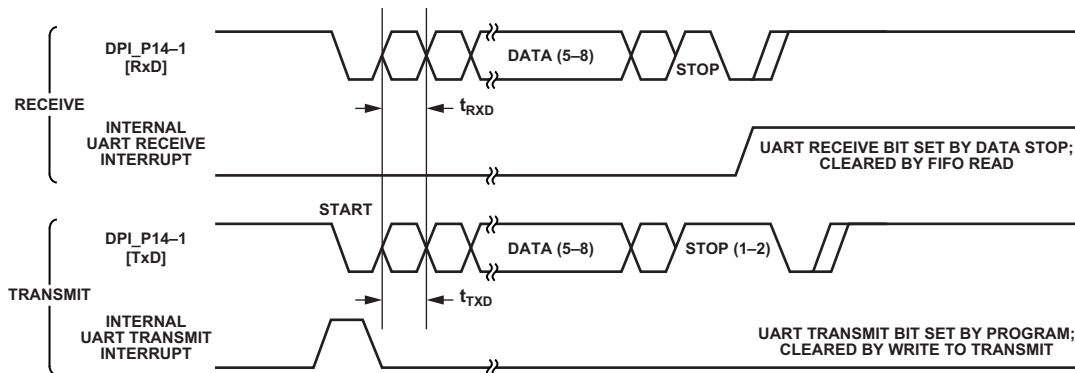 DPI_P14–1
[RxD]
DATA (5–8)
STOP
RECEIVE
tRXD
INTERNAL
UART RECEIVE
INTERRUPT
UART RECEIVE BIT SET BY DATA STOP;
CLEARED BY FIFO READ
START
DPI_P14–1
[TxD]
DATA (5–8)
STOP (1–2)
TRANSMIT
tTXD
INTERNAL
UART TRANSMIT
INTERRUPT
UART TRANSMIT BIT SET BY PROGRAM;
CLEARED BY WRITE TO TRANSMIT